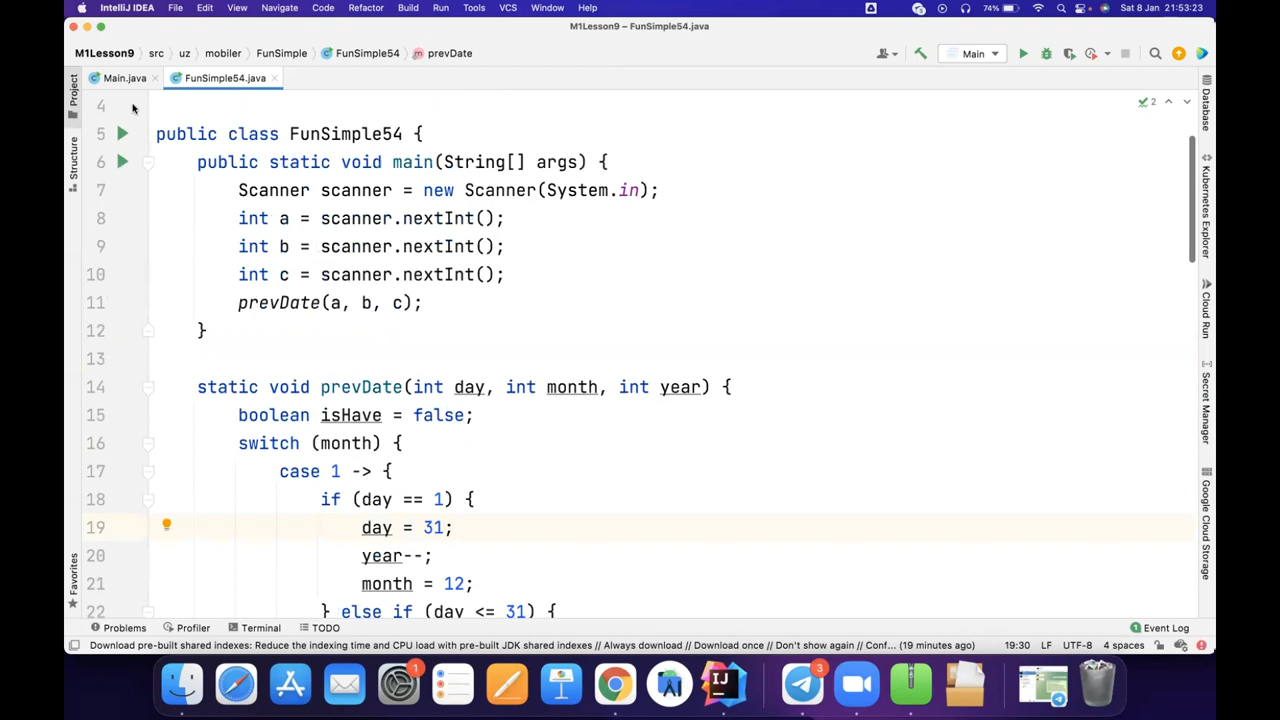 IntelliJ IDEA File Edit View Navigate Code Refactor Build Run Tools VCS Window Help 74% Sat 8 Jan 21:53:23
M1Lesson9 – FunSimple54.java
M1Lesson9 src uz mobiler FunSimple FunSimple54 m prevDate Main
Main.java FunSimple54.java
Project
Structure
Favorites
4
5 public class FunSimple54 {
6 public static void main(String[] args) {
7 Scanner scanner = new Scanner(System.in);
8 int a = scanner.nextInt();
9 int b = scanner.nextInt();
10 int c = scanner.nextInt();
11 prevDate(a, b, c);
12 }
13
14 static void prevDate(int day, int month, int year) {
15 boolean isHave = false;
16 switch (month) {
17 case 1 -> {
18 if (day == 1) {
19 day = 31;
20 year--;
21 month = 12;
22 } else if (day <= 31) {
2
Database
Kubernetes Explorer
Cloud Run
Secret Manager
Google Cloud Storage
Problems Profiler Terminal TODO 1 Event Log
Download pre-built shared indexes: Reduce the indexing time and CPU load with pre-built JDK shared indexes // Always download // Download once // Don't show again // Conf... (19 minutes ago) 19:30 LF UTF-8 4 spaces
1 3